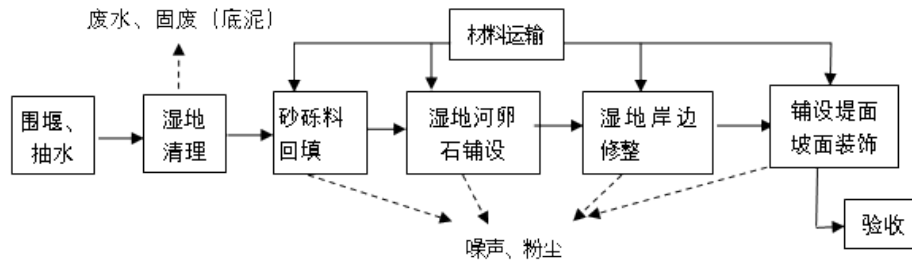 废水、固废（底泥）
材料运输
围堰、
抽水
湿地
清理
砂砾料
回填
湿地河卵
石铺设
湿地岸边
修整
铺设堤面
坡面装饰
噪声、粉尘
验收